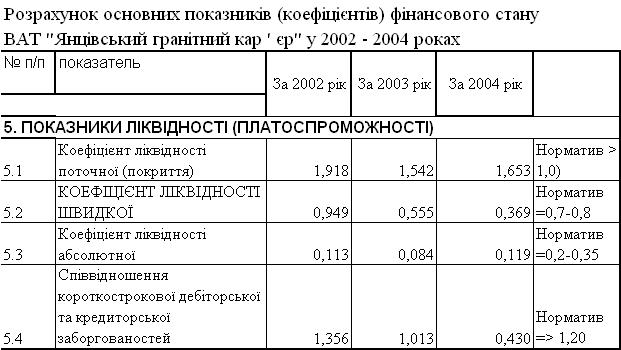 Розрахунок основних показників (коефіцієнтів) фінансового стану
ВАТ "Янцівський гранітний кар ' єр" у 2002 - 2004 роках
№ п/п показатель За 2002 рік За 2003 рік За 2004 рік
5. ПОКАЗНИКИ ЛІКВІДНОСТІ (ПЛАТОСПРОМОЖНОСТІ)
Коефіцієнт ліквідності Норматив >
5.1 поточної (покриття) 1,918 1,542 1,653 1,0)
КОЕФІЦІЄНТ ЛІКВІДНОСТІ Норматив
5.2 ШВИДКОЇ 0,949 0,555 0,369 =0,7-0,8
Коефіцієнт ліквідності Норматив
5.3 абсолютної 0,113 0,084 0,119 =0,2-0,35
Співвідношення
короткострокової дебіторської
та кредиторської Норматив
5.4 заборгованостей 1,356 1,013 0,430 => 1,20